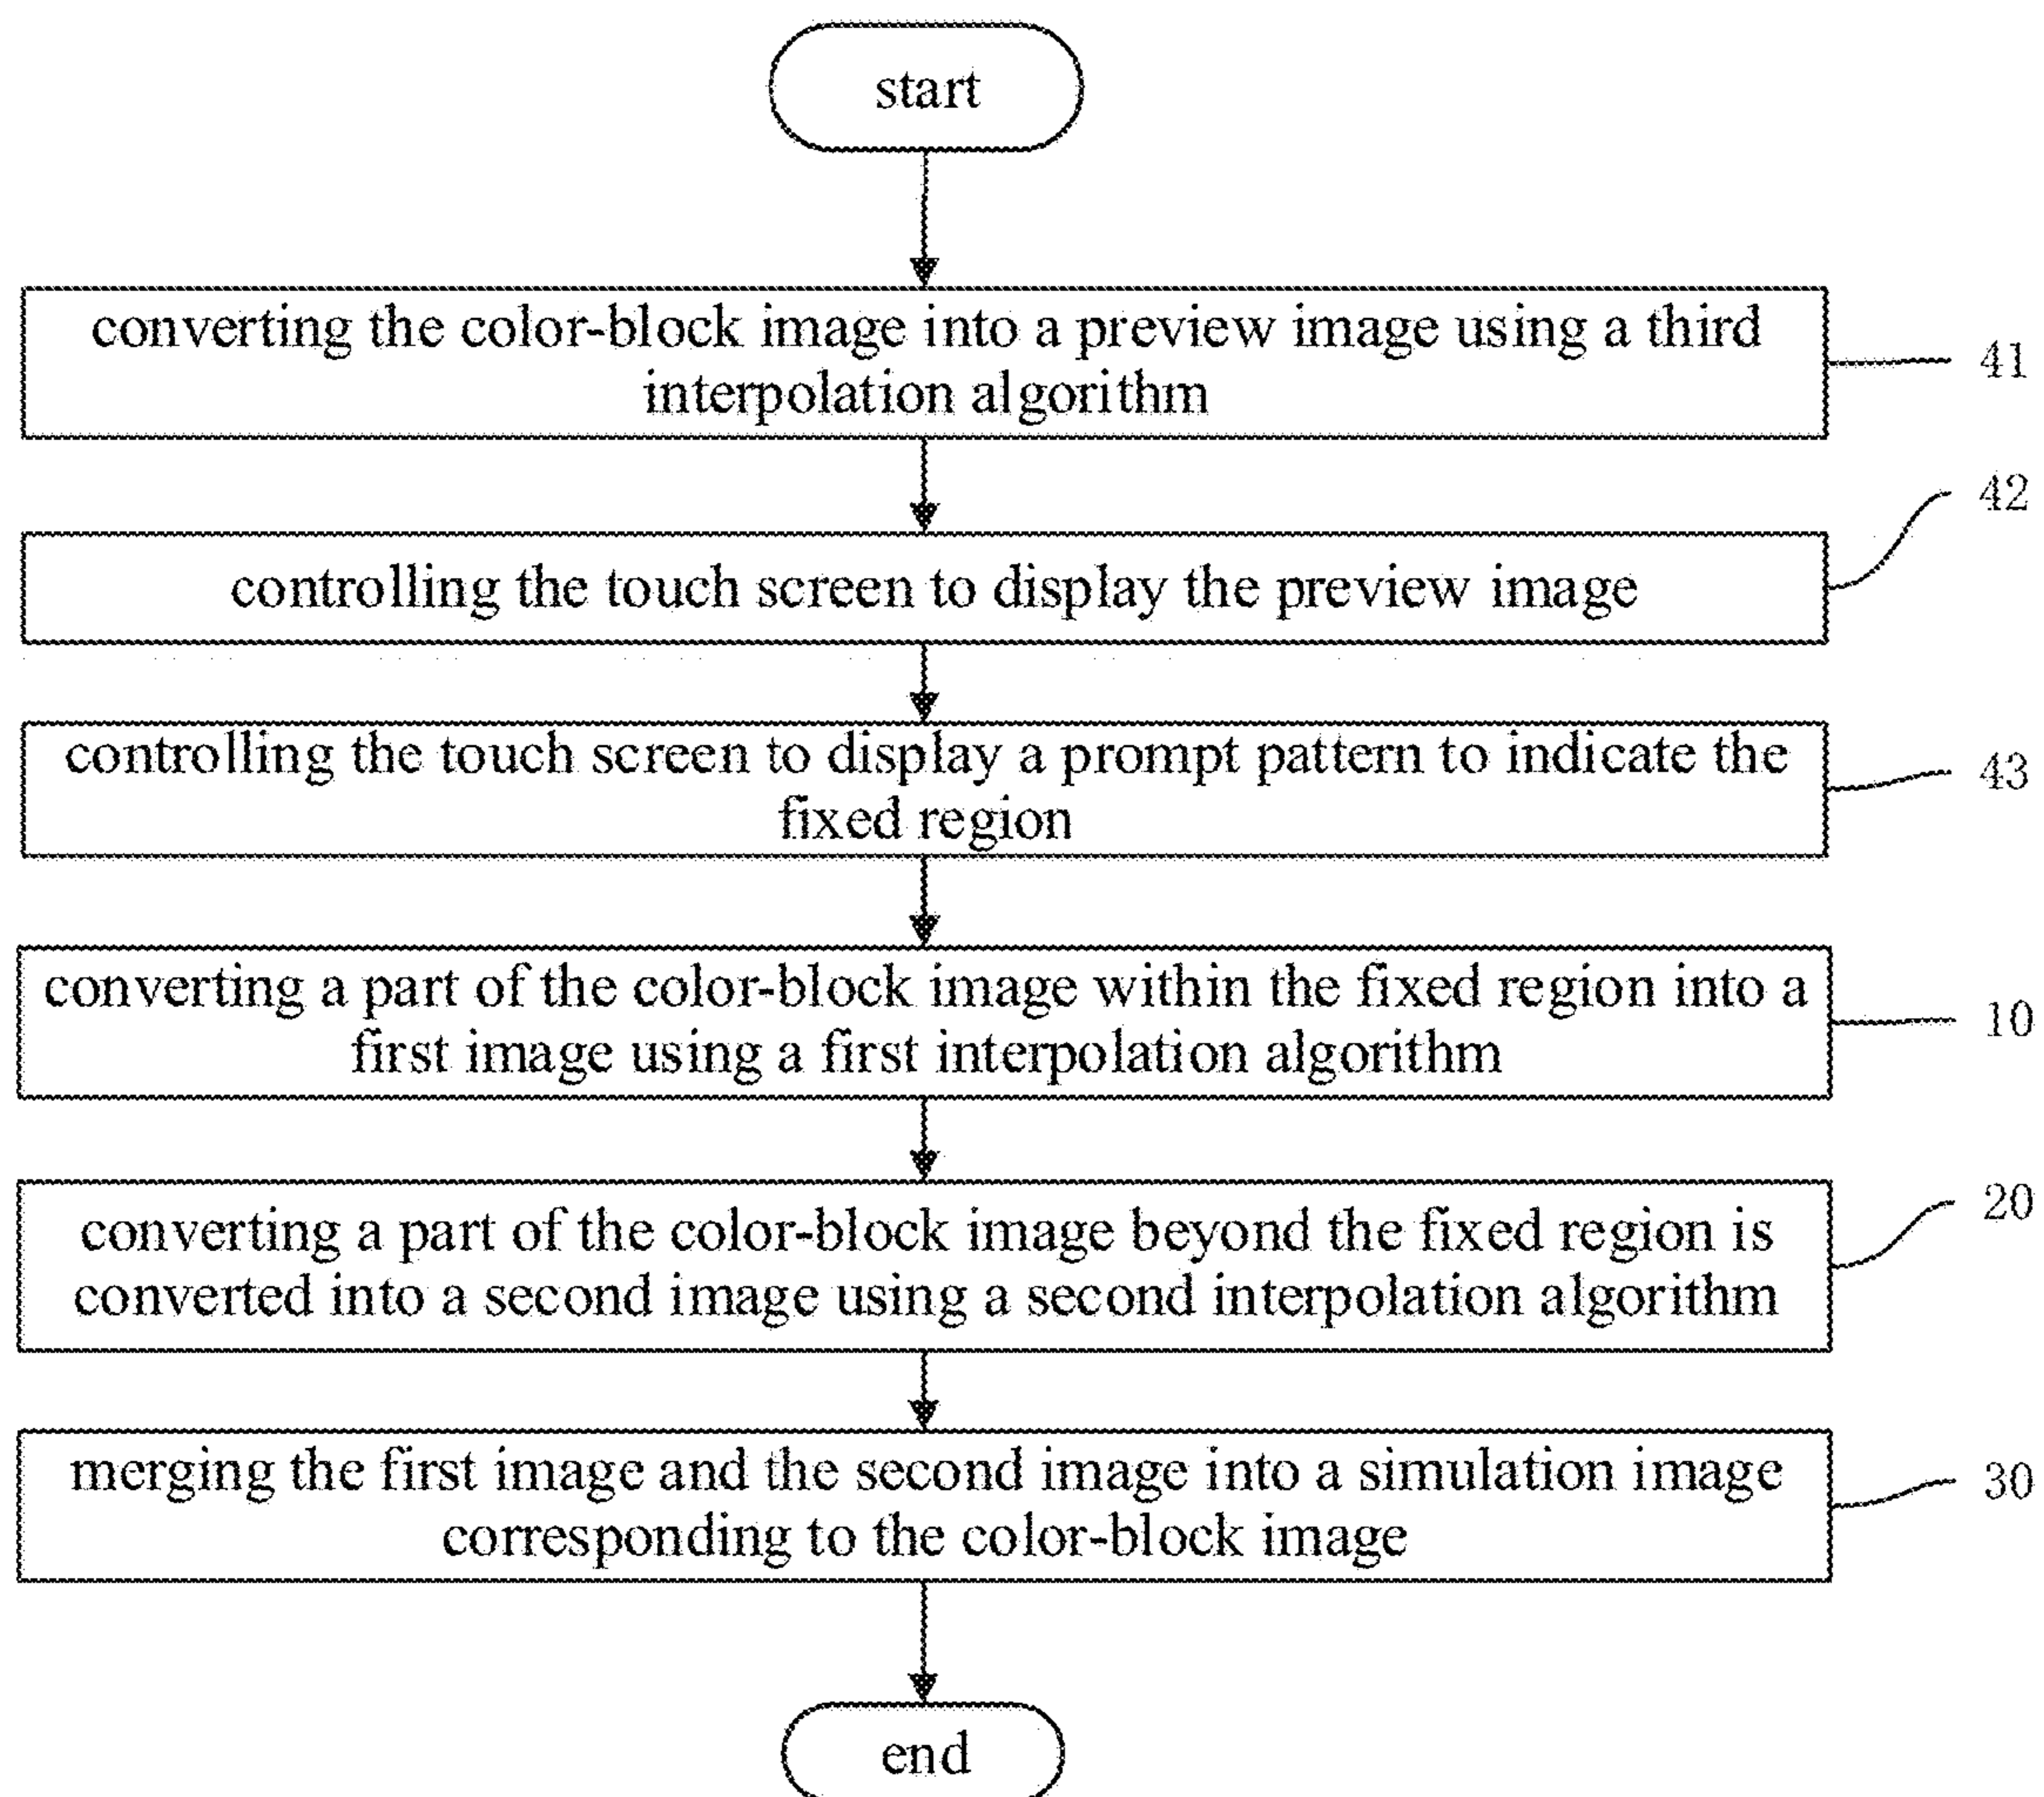 start
converting the color-block image into a preview image using a third
interpolation algorithm
41
42
controlling the touch screen to display the preview image
controlling the touch screen to display a prompt pattern to indicate the
fixed region
43
converting a part of the color-block image within the fixed region into a
first image using a first interpolation algorithm
10
converting a part of the color-block image beyond the fixed region is
converted into a second image using a second interpolation algorithm
20
merging the first image and the second image into a simulation image
corresponding to the color-block image
30
end